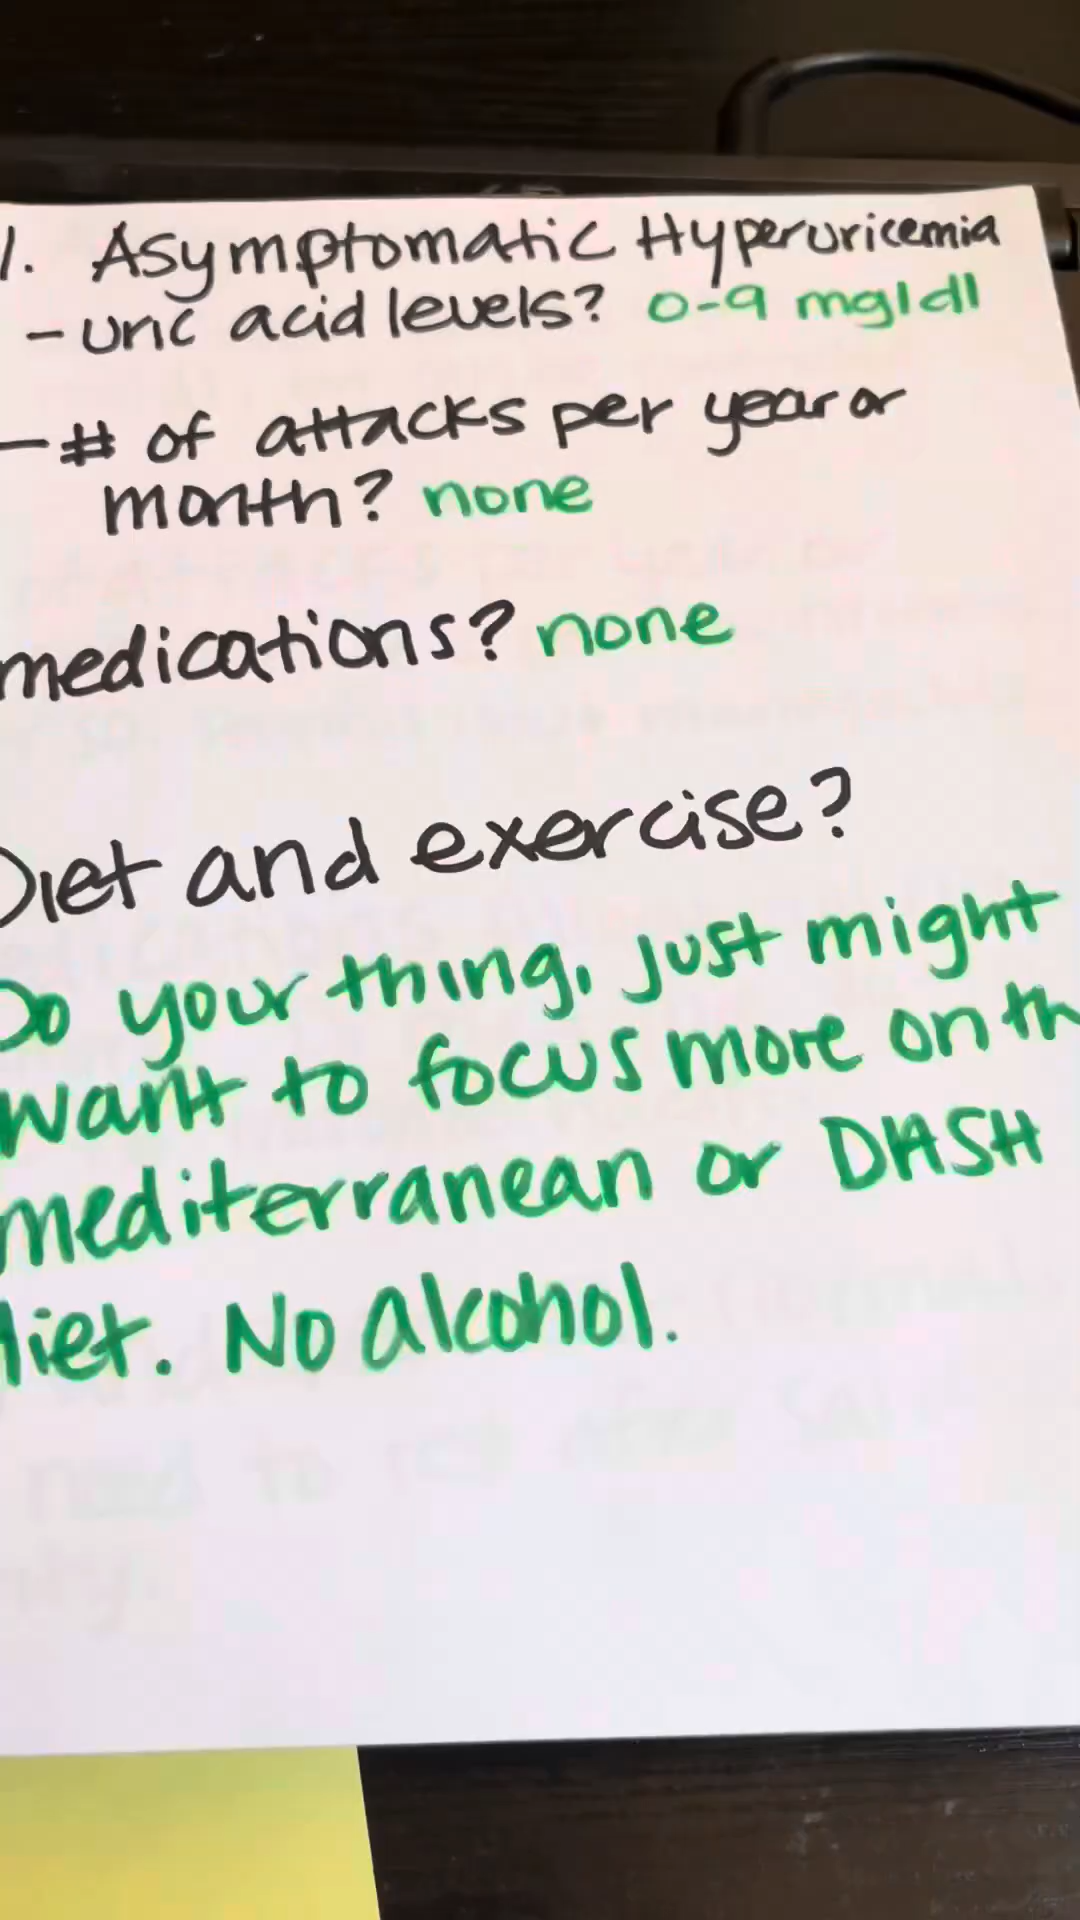 1. Asymptomatic Hyperuricemia
- uric acid levels? 0-9 mg/dl
- # of attacks per year or
month? none
medications? none
Diet and exercise?
Do your thing, just might
want to focus more on th
mediterranean or DASH
diet. No alcohol.